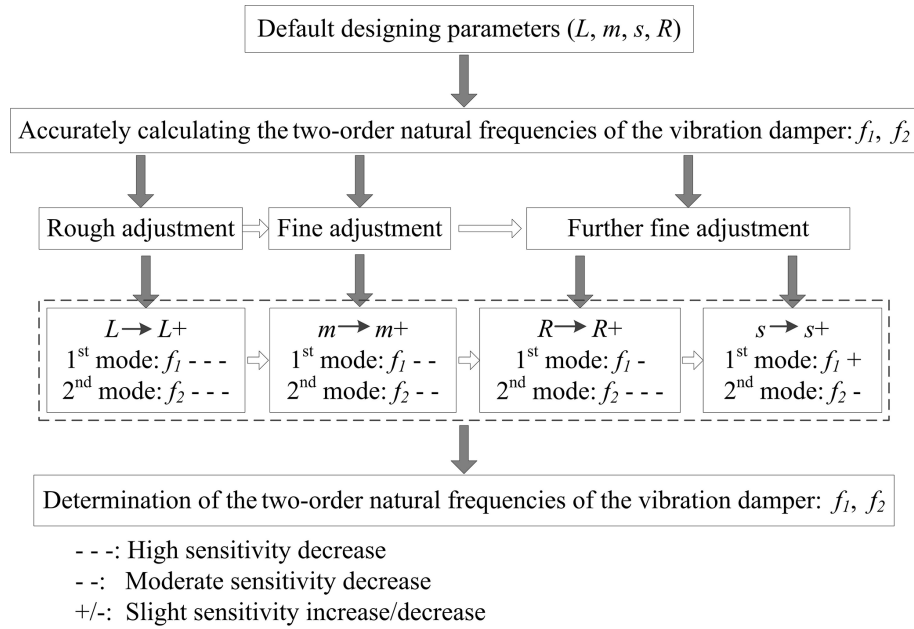 Default designing parameters (L, m, s, R)
Accurately calculating the two-order natural frequencies of the vibration damper: f1, f2
Rough adjustment
Fine adjustment
Further fine adjustment
L → L+
1st mode: f1 - - -
2nd mode: f2 - - -
m → m+
1st mode: f1 - -
2nd mode: f2 - -
R → R+
1st mode: f1 -
2nd mode: f2 - - -
s → s+
1st mode: f1 +
2nd mode: f2 -
Determination of the two-order natural frequencies of the vibration damper: f1, f2
- - -: High sensitivity decrease
- -: Moderate sensitivity decrease
+/-: Slight sensitivity increase/decrease